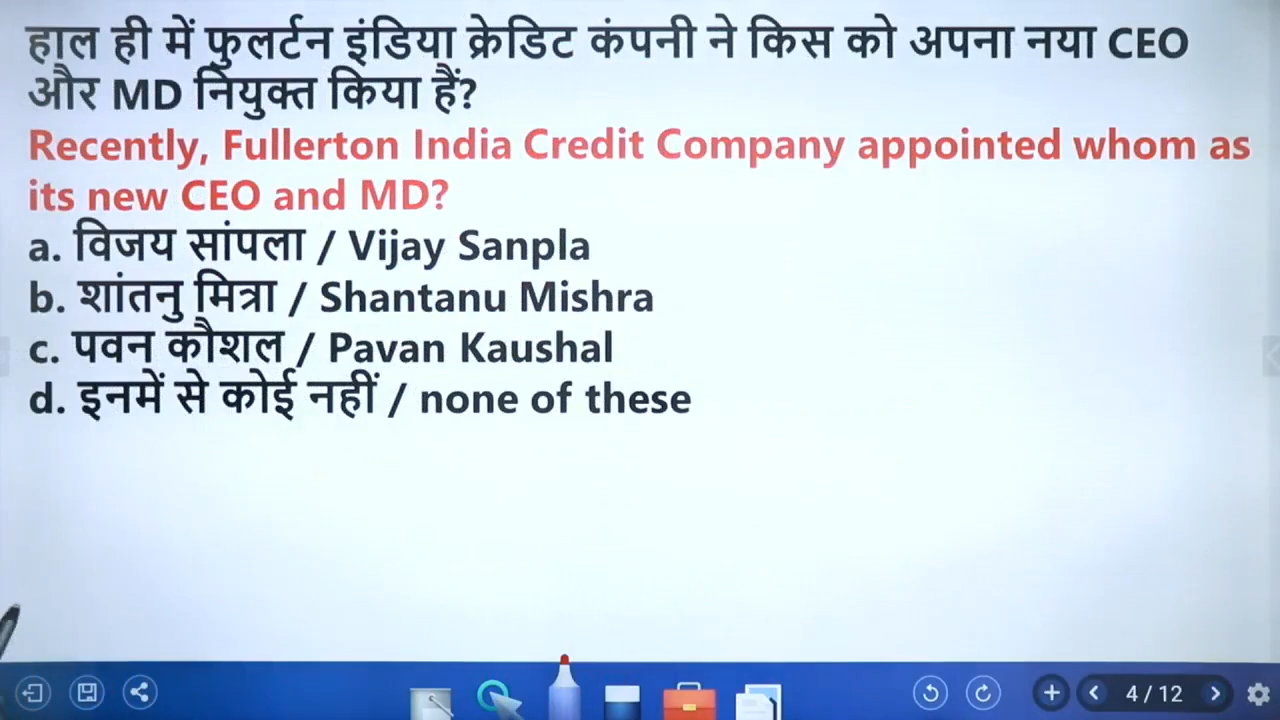 हाल ही में फुलर्टन इंडिया क्रेडिट कंपनी ने किस को अपना नया CEO
और MD नियुक्त किया हैं?
Recently, Fullerton India Credit Company appointed whom as
its new CEO and MD?
a. विजय सांपला / Vijay Sanpla
b. शांतनु मित्रा / Shantanu Mishra
c. पवन कौशल / Pavan Kaushal
d. इनमें से कोई नहीं / none of these
4 / 12